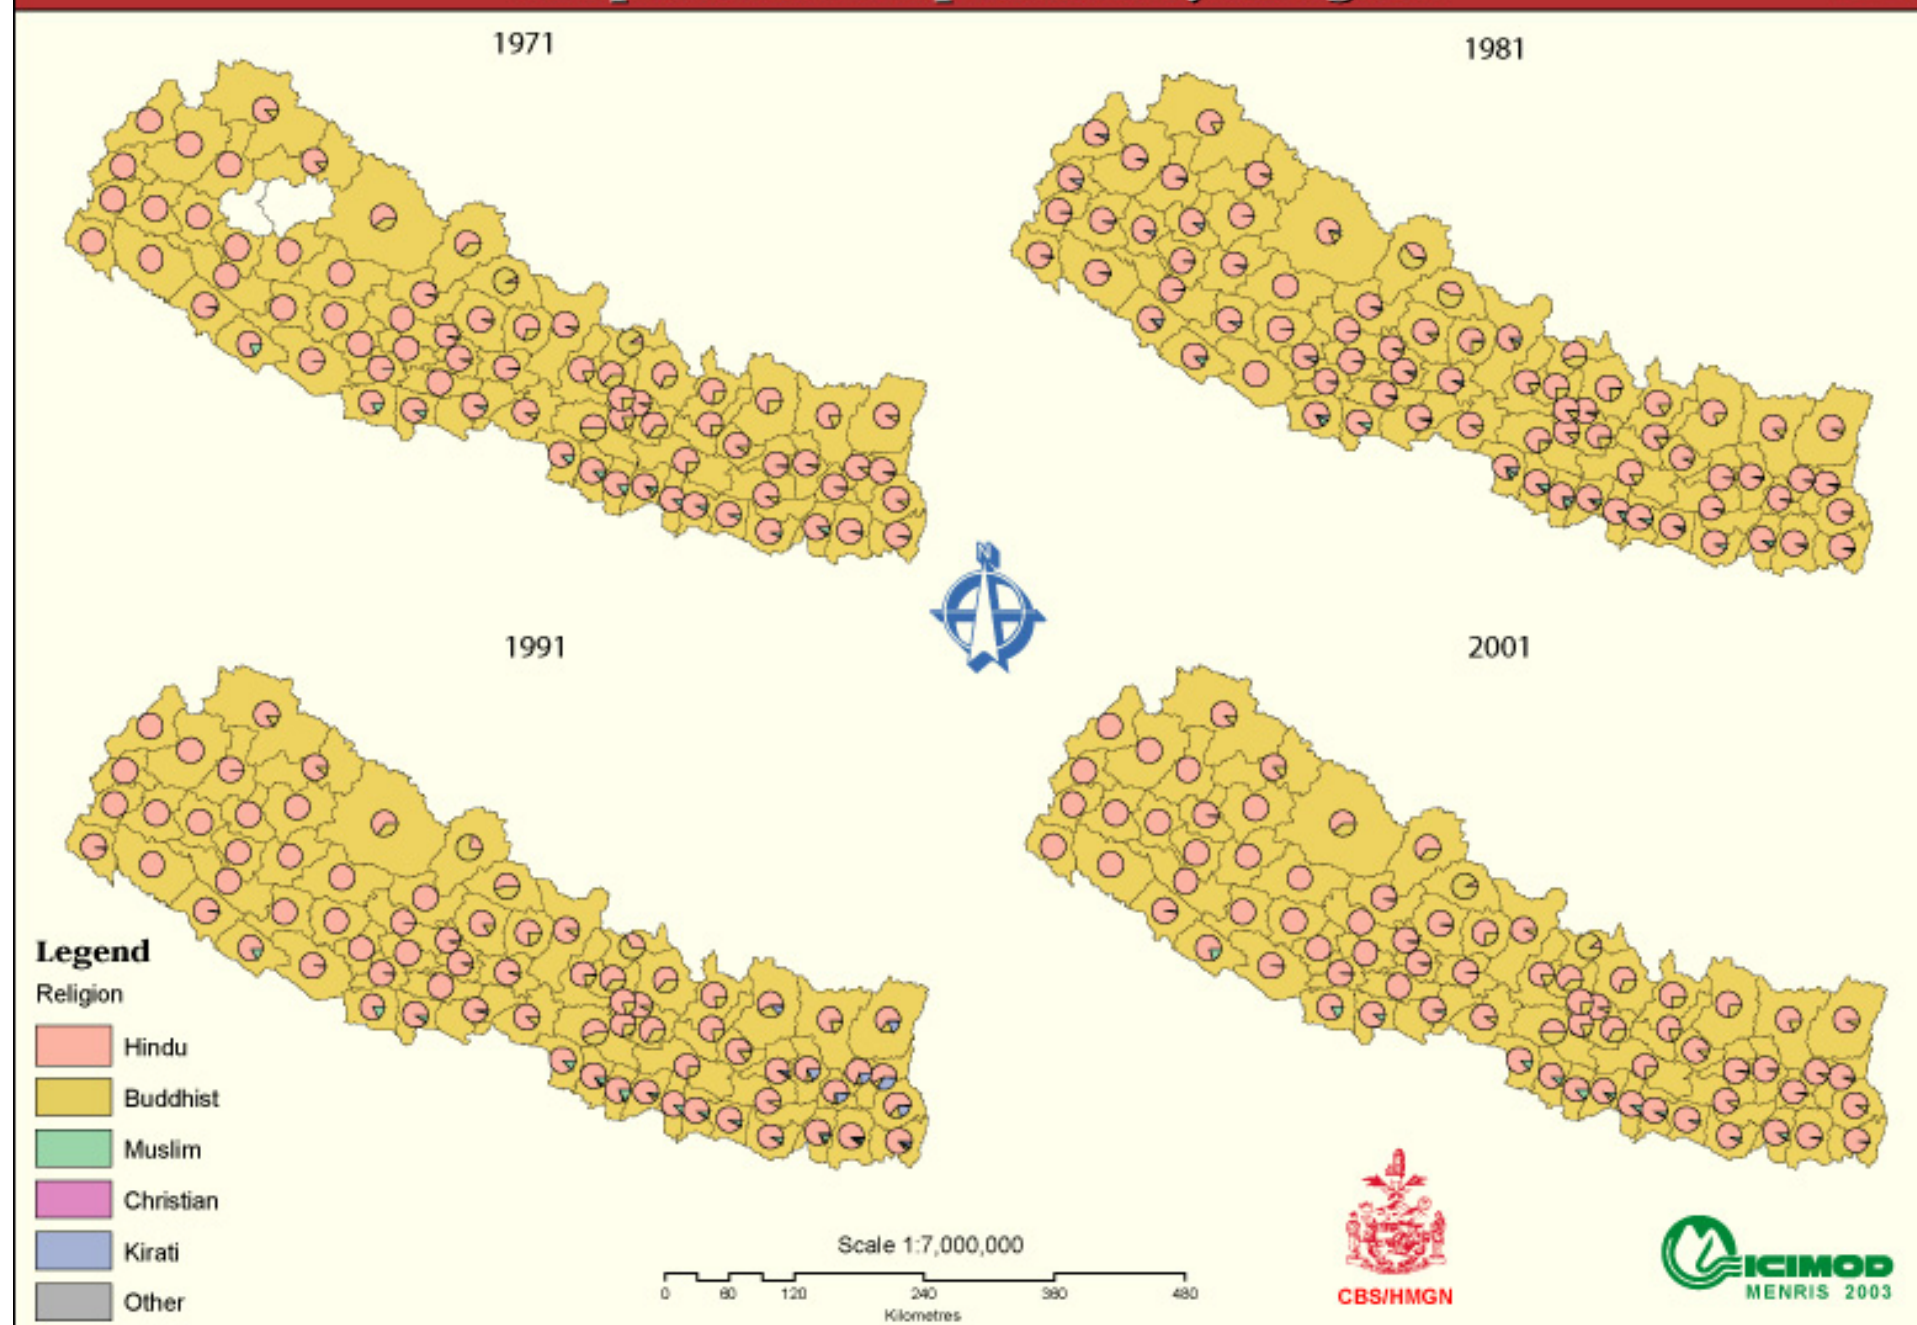 1971
1981
N
1991
2001
Legend
Religion
Hindu
Buddhist
Muslim
Christian
Kirati
Other
Scale 1:7,000,000
0 60 120 240 360 480
Kilometres
CBS/HMGN
ICIMOD
MENRIS 2003